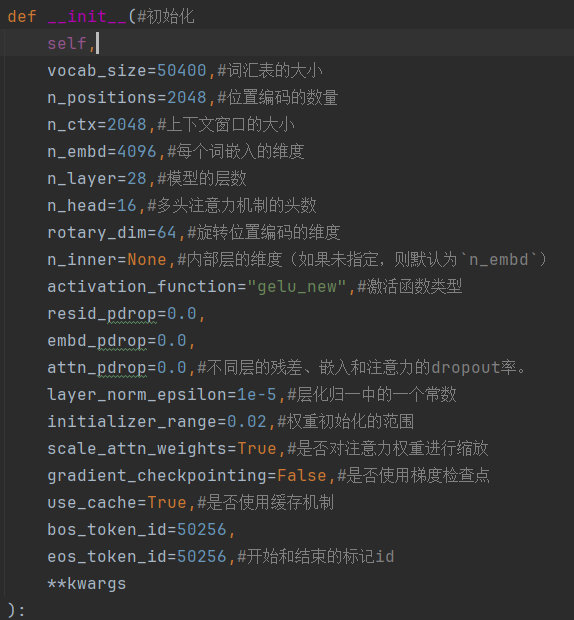 def __init__(#初始化
self,
vocab_size=50400,#词汇表的大小
n_positions=2048,#位置编码的数量
n_ctx=2048,#上下文窗口的大小
n_embd=4096,#每个词嵌入的维度
n_layer=28,#模型的层数
n_head=16,#多头注意力机制的头数
rotary_dim=64,#旋转位置编码的维度
n_inner=None,#内部层的维度（如果未指定，则默认为`n_embd`）
activation_function="gelu_new",#激活函数类型
resid_pdrop=0.0,
embd_pdrop=0.0,
attn_pdrop=0.0,#不同层的残差、嵌入和注意力的dropout率。
layer_norm_epsilon=1e-5,#层化归一中的一个常数
initializer_range=0.02,#权重初始化的范围
scale_attn_weights=True,#是否对注意力权重进行缩放
gradient_checkpointing=False,#是否使用梯度检查点
use_cache=True,#是否使用缓存机制
bos_token_id=50256,
eos_token_id=50256,#开始和结束的标记id
**kwargs
):